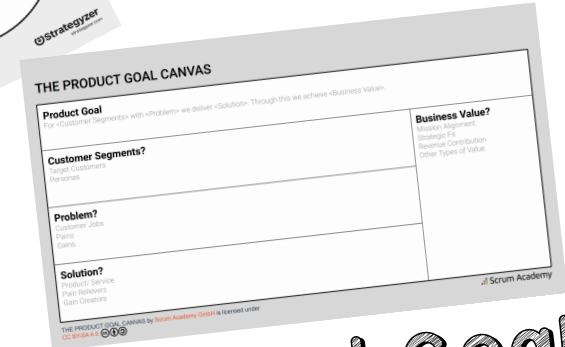 Strategyzer
strategyzer.com
THE PRODUCT GOAL CANVAS
Product Goal
For <Customer Segments> with <Problem> we deliver <Solution>. Through this we achieve <Business Value>.
Customer Segments?
Target Customers
Personas
Business Value?
Mission Alignment
Strategic Fit
Revenue Contribution
Other Types of Value
Problem?
Customer Jobs
Pains
Gains
Solution?
Product/ Service
Pain Relievers
Gain Creators
Scrum Academy
THE PRODUCT GOAL CANVAS by Scrum Academy GmbH is licensed under
CC BY-SA 4.0